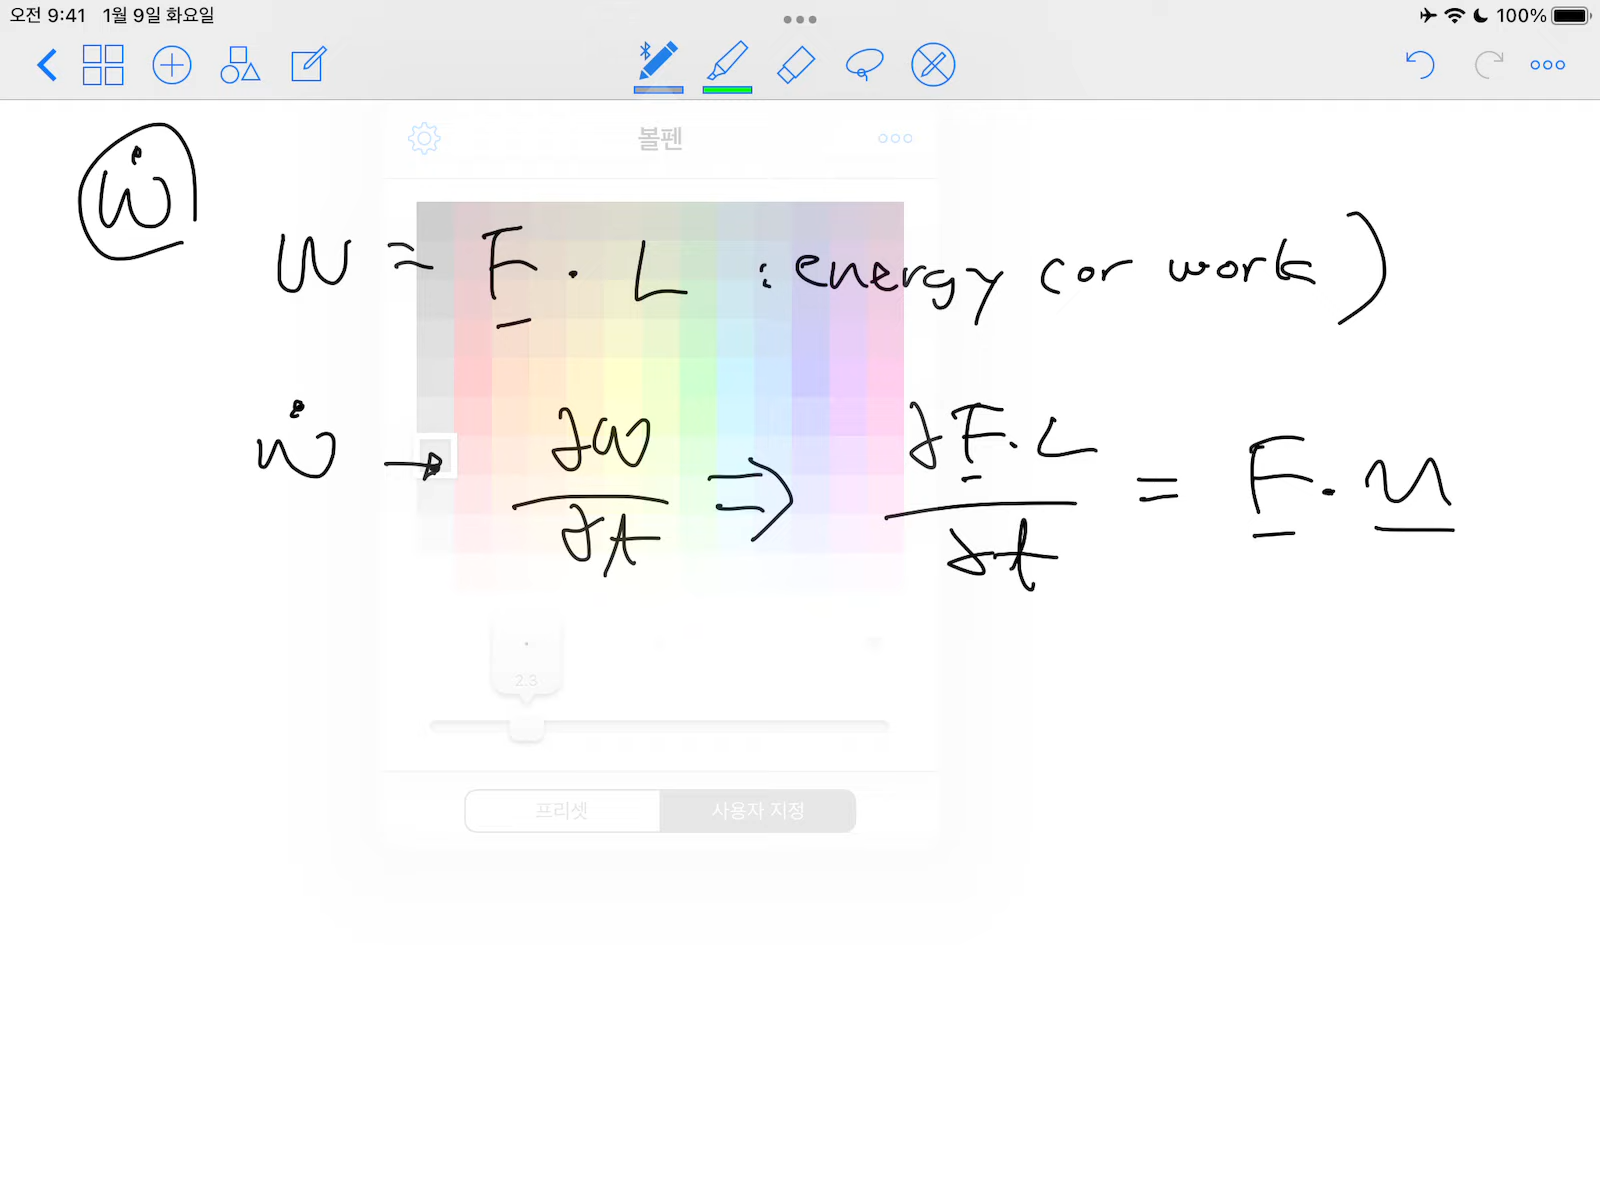 오전 9:41 1월 9일 화요일 100%
볼펜
Ẇ
W = F · L : energy (or work)
ẇ → ∂W/∂t ⇒ ∂F·L/∂t = F · u
2.3
프리셋 사용자 지정